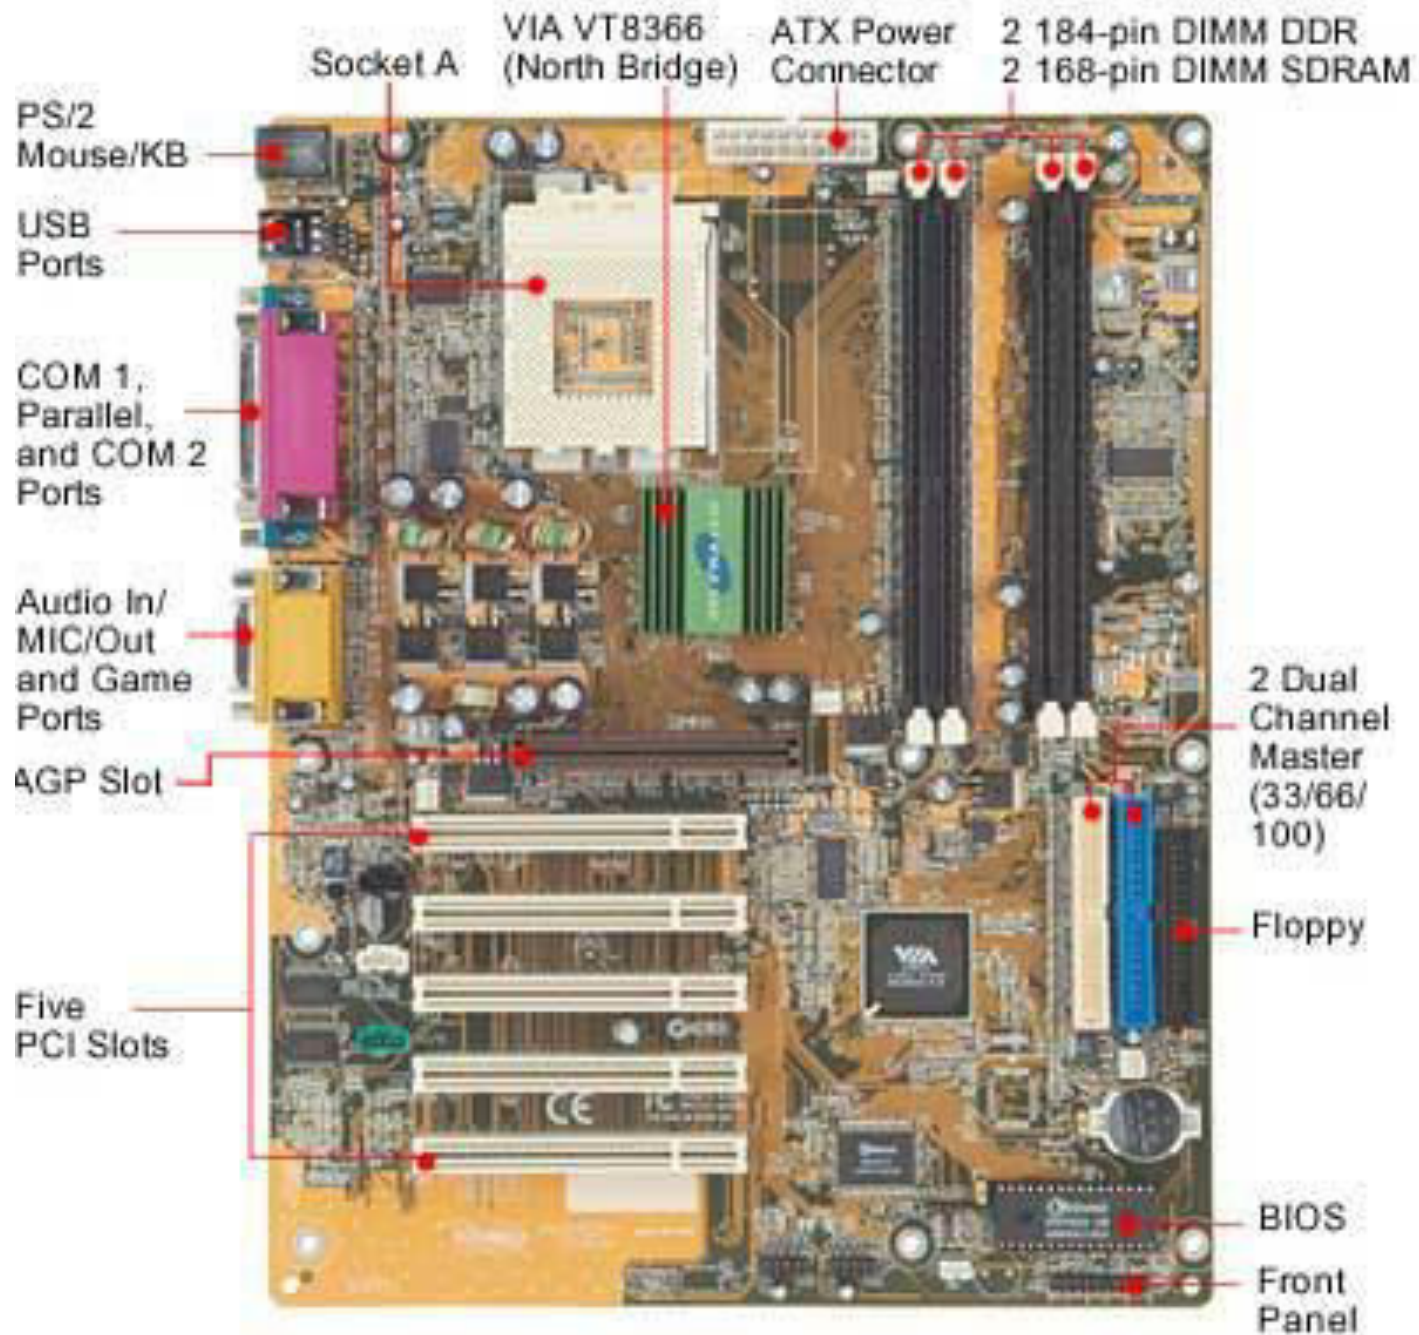 VIA VT8366
(North Bridge)
ATX Power
Connector
2 184-pin DIMM DDR
2 168-pin DIMM SDRAM
Socket A
PS/2
Mouse/KB
USB
Ports
COM 1,
Parallel,
and COM 2
Ports
Audio In/
MIC/Out
and Game
Ports
AGP Slot
Five
PCI Slots
2 Dual
Channel
Master
(33/66/
100)
Floppy
VIA
CE
BIOS
Front
Panel